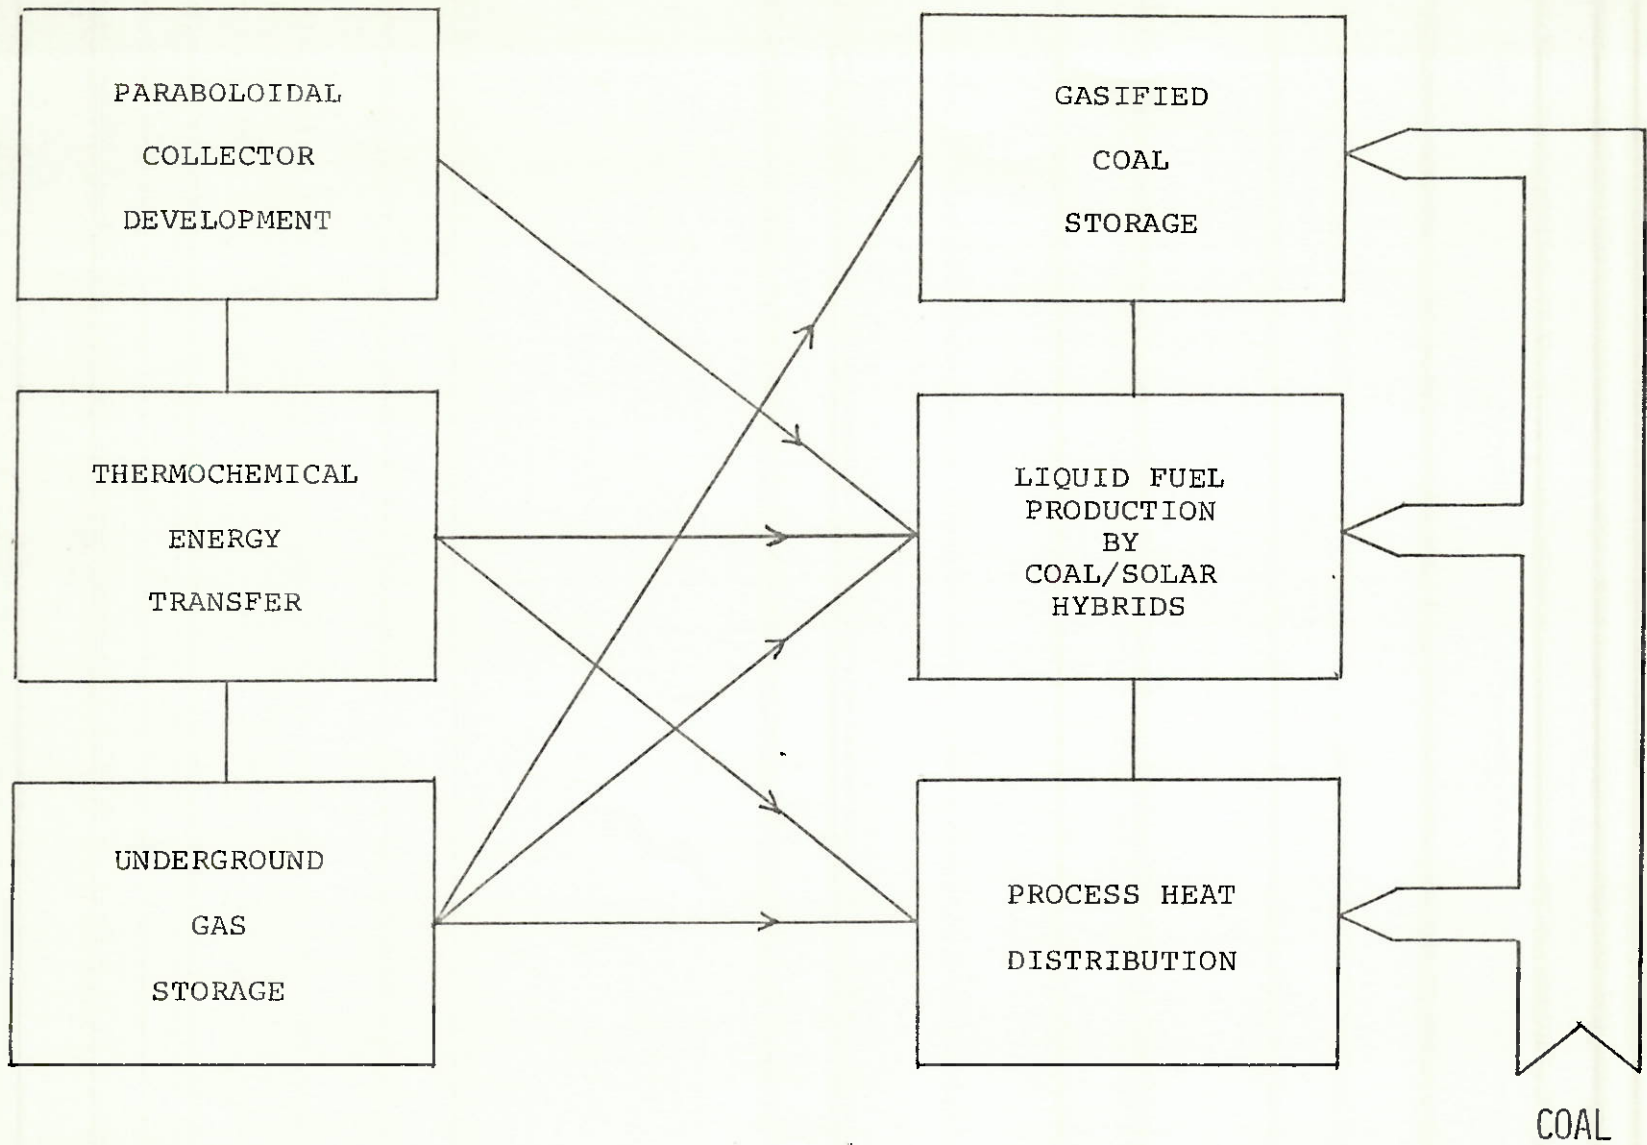 PARABOLOIDAL
COLLECTOR
DEVELOPMENT
GASIFIED
COAL
STORAGE
THERMOCHEMICAL
ENERGY
TRANSFER
LIQUID FUEL
PRODUCTION
BY
COAL/SOLAR
HYBRIDS
UNDERGROUND
GAS
STORAGE
PROCESS HEAT
DISTRIBUTION
COAL